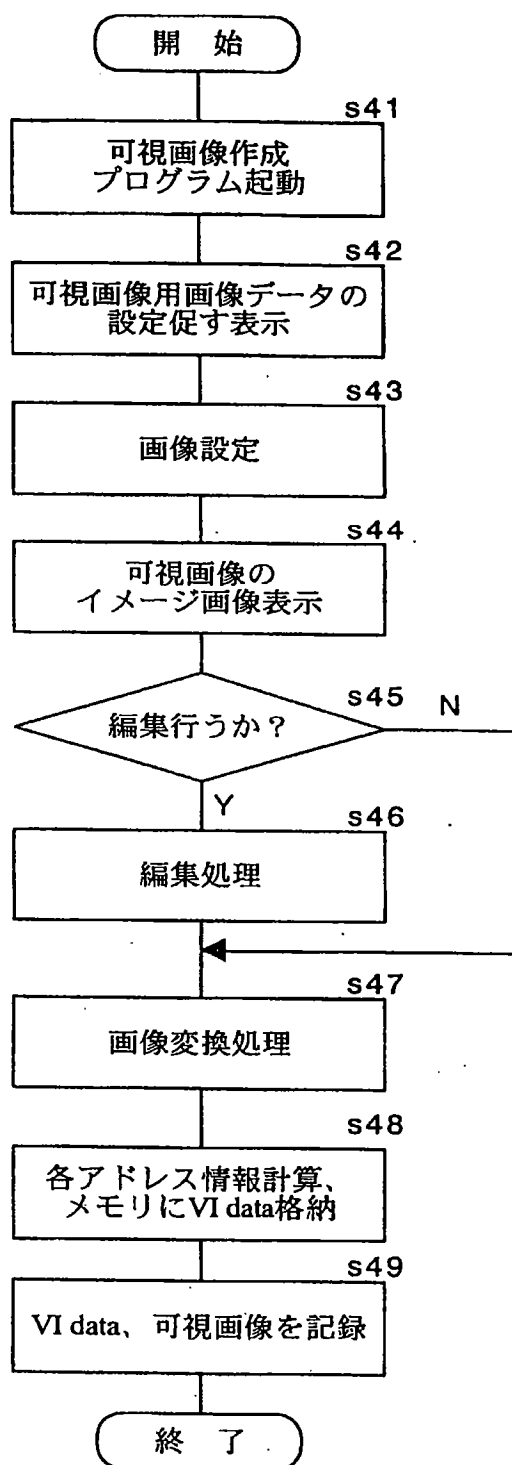 開 始
s41
可視画像作成
プログラム起動
s42
可視画像用画像データの
設定促す表示
s43
画像設定
s44
可視画像の
イメージ画像表示
s45
編集行うか？
N
Y
s46
編集処理
s47
画像変換処理
s48
各アドレス情報計算、
メモリにVI data格納
s49
VI data、可視画像を記録
終 了